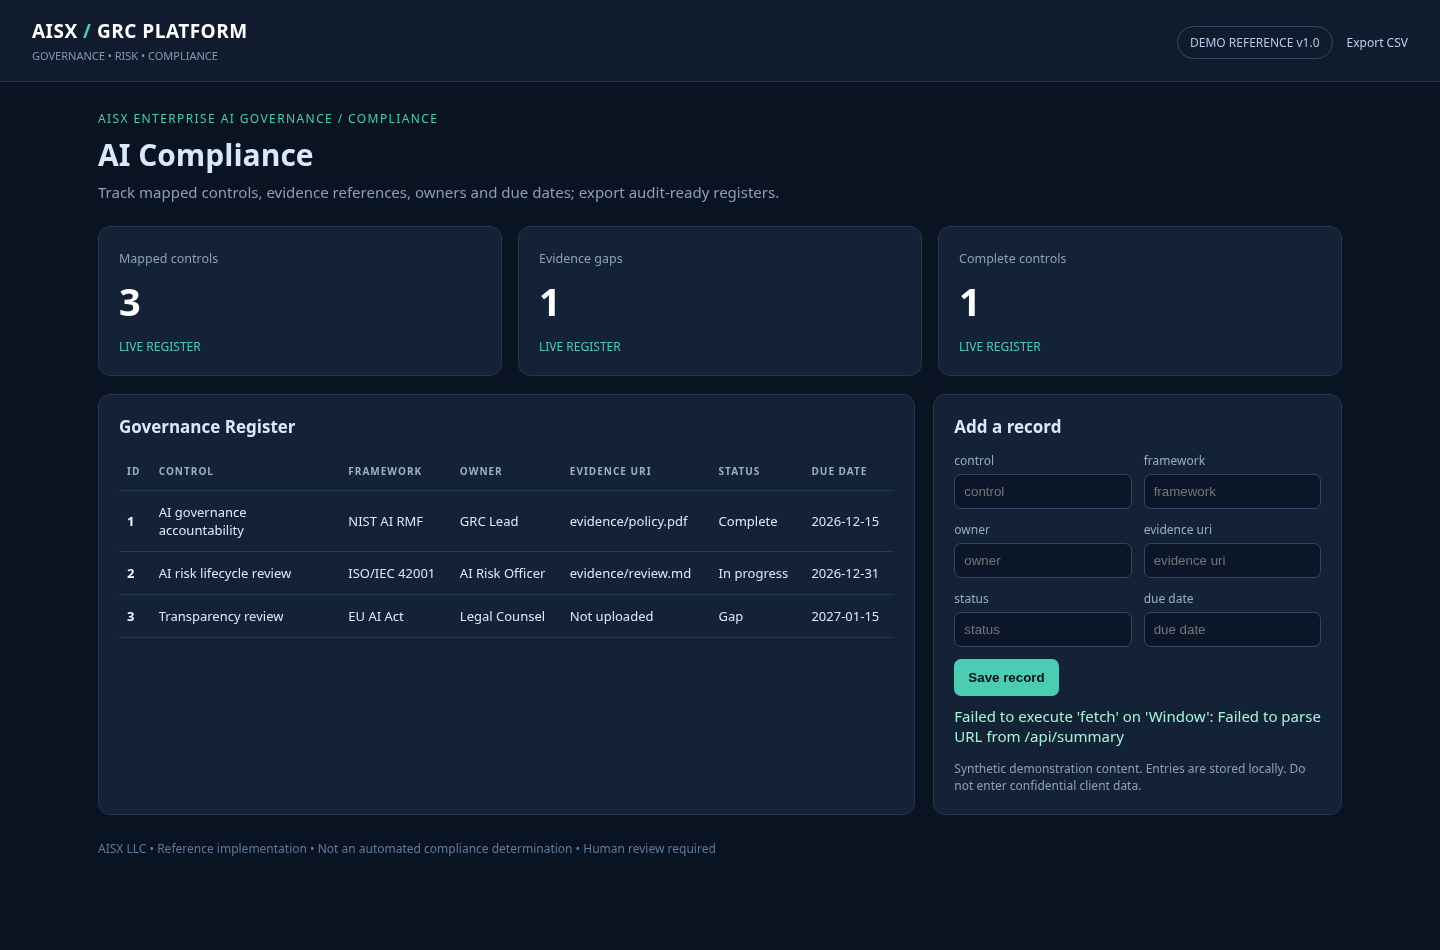 AISX / GRC PLATFORM
GOVERNANCE • RISK • COMPLIANCE
DEMO REFERENCE v1.0
Export CSV
AISX ENTERPRISE AI GOVERNANCE / COMPLIANCE
AI Compliance
Track mapped controls, evidence references, owners and due dates; export audit-ready registers.
Mapped controls
3
LIVE REGISTER
Evidence gaps
1
LIVE REGISTER
Complete controls
1
LIVE REGISTER
Governance Register
ID CONTROL FRAMEWORK OWNER EVIDENCE URI STATUS DUE DATE
1 AI governance accountability NIST AI RMF GRC Lead evidence/policy.pdf Complete 2026-12-15
2 AI risk lifecycle review ISO/IEC 42001 AI Risk Officer evidence/review.md In progress 2026-12-31
3 Transparency review EU AI Act Legal Counsel Not uploaded Gap 2027-01-15
Add a record
control framework
control framework
owner evidence uri
owner evidence uri
status due date
status due date
Save record
Failed to execute 'fetch' on 'Window': Failed to parse
URL from /api/summary
Synthetic demonstration content. Entries are stored locally. Do
not enter confidential client data.
AISX LLC • Reference implementation • Not an automated compliance determination • Human review required